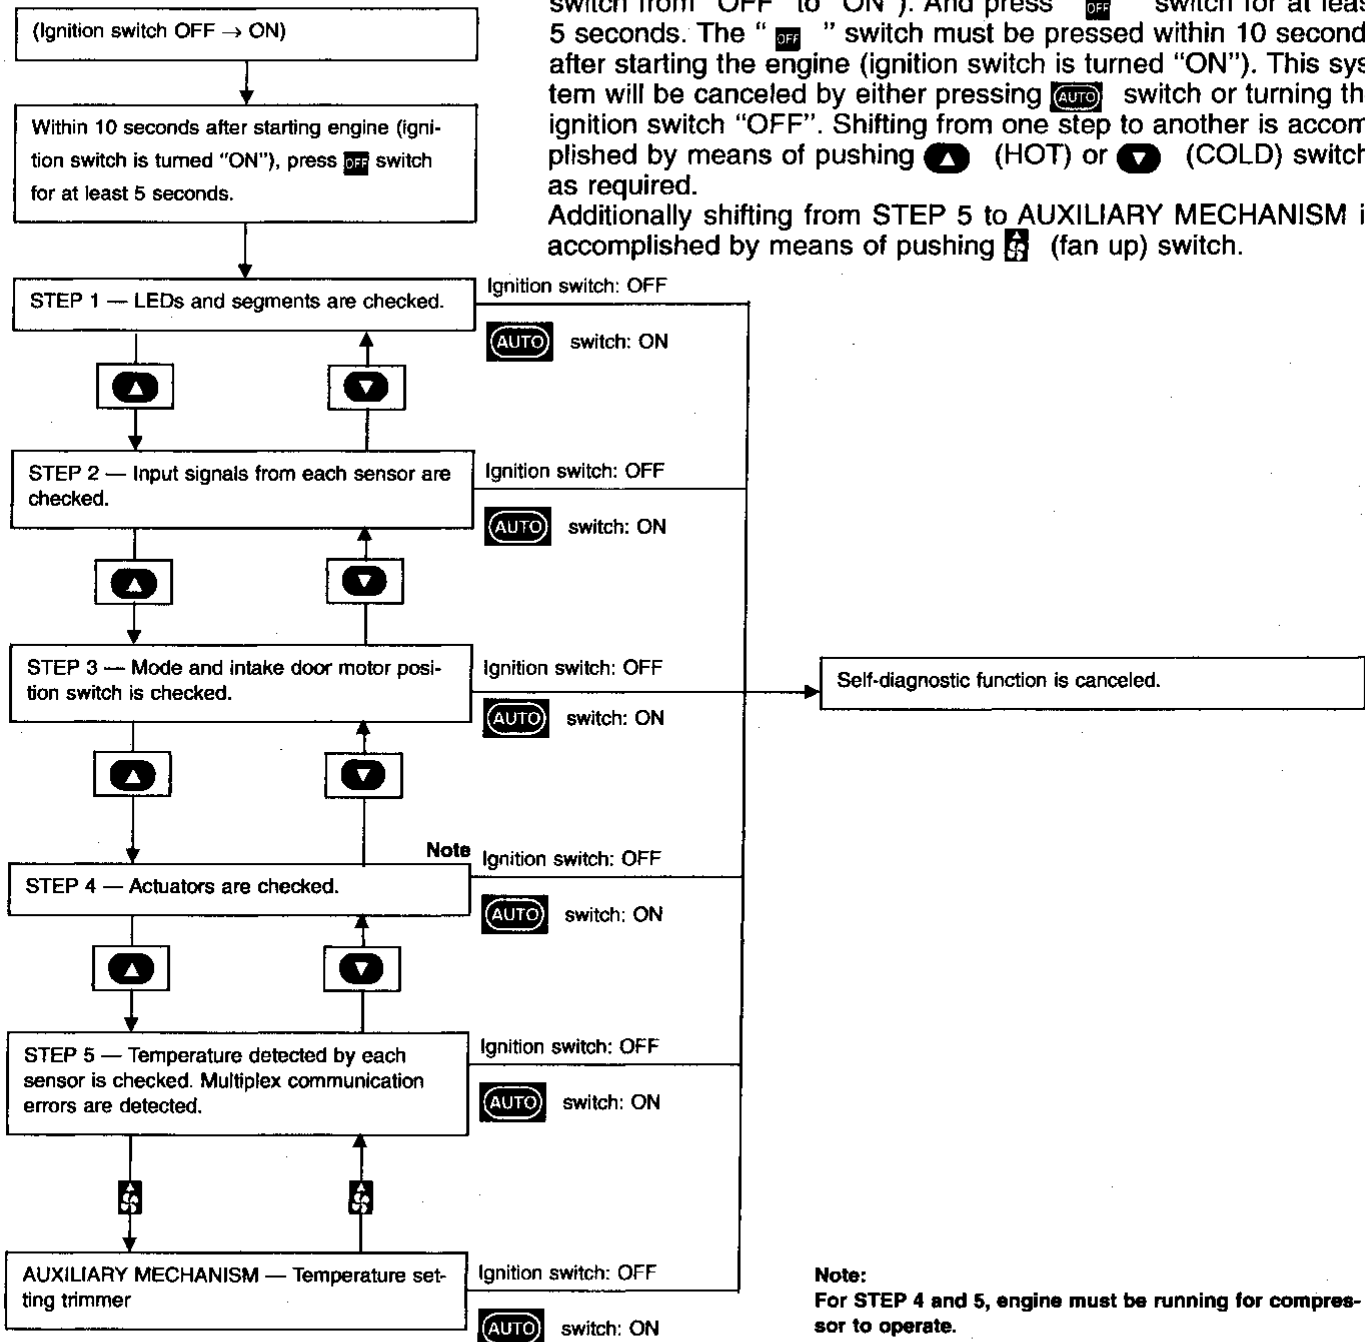 switch from "OFF" to "ON"). And press " OFF " switch for at leas
5 seconds. The " OFF " switch must be pressed within 10 second
after starting the engine (ignition switch is turned "ON"). This sys
tem will be canceled by either pressing AUTO switch or turning th
ignition switch "OFF". Shifting from one step to another is accom
plished by means of pushing (HOT) or (COLD) switch
as required.
Additionally shifting from STEP 5 to AUXILIARY MECHANISM i
accomplished by means of pushing (fan up) switch.
(Ignition switch OFF → ON)
Within 10 seconds after starting engine (igni-
tion switch is turned "ON"), press OFF switch
for at least 5 seconds.
STEP 1 — LEDs and segments are checked.
Ignition switch: OFF
AUTO switch: ON
STEP 2 — Input signals from each sensor are
checked.
Ignition switch: OFF
AUTO switch: ON
STEP 3 — Mode and intake door motor posi-
tion switch is checked.
Ignition switch: OFF
AUTO switch: ON
Self-diagnostic function is canceled.
Note
STEP 4 — Actuators are checked.
Ignition switch: OFF
AUTO switch: ON
STEP 5 — Temperature detected by each
sensor is checked. Multiplex communication
errors are detected.
Ignition switch: OFF
AUTO switch: ON
AUXILIARY MECHANISM — Temperature set-
ting trimmer
Ignition switch: OFF
AUTO switch: ON
Note:
For STEP 4 and 5, engine must be running for compres-
sor to operate.